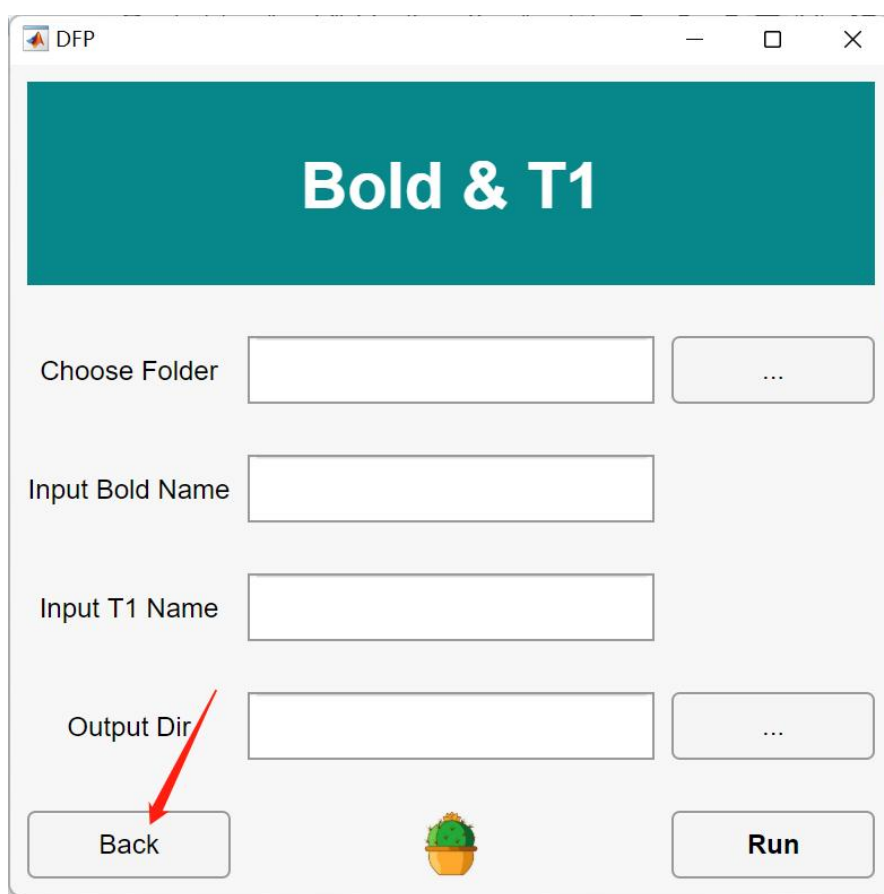 DFP
Bold & T1
Choose Folder
...
Input Bold Name
Input T1 Name
Output Dir
...
Back
Run